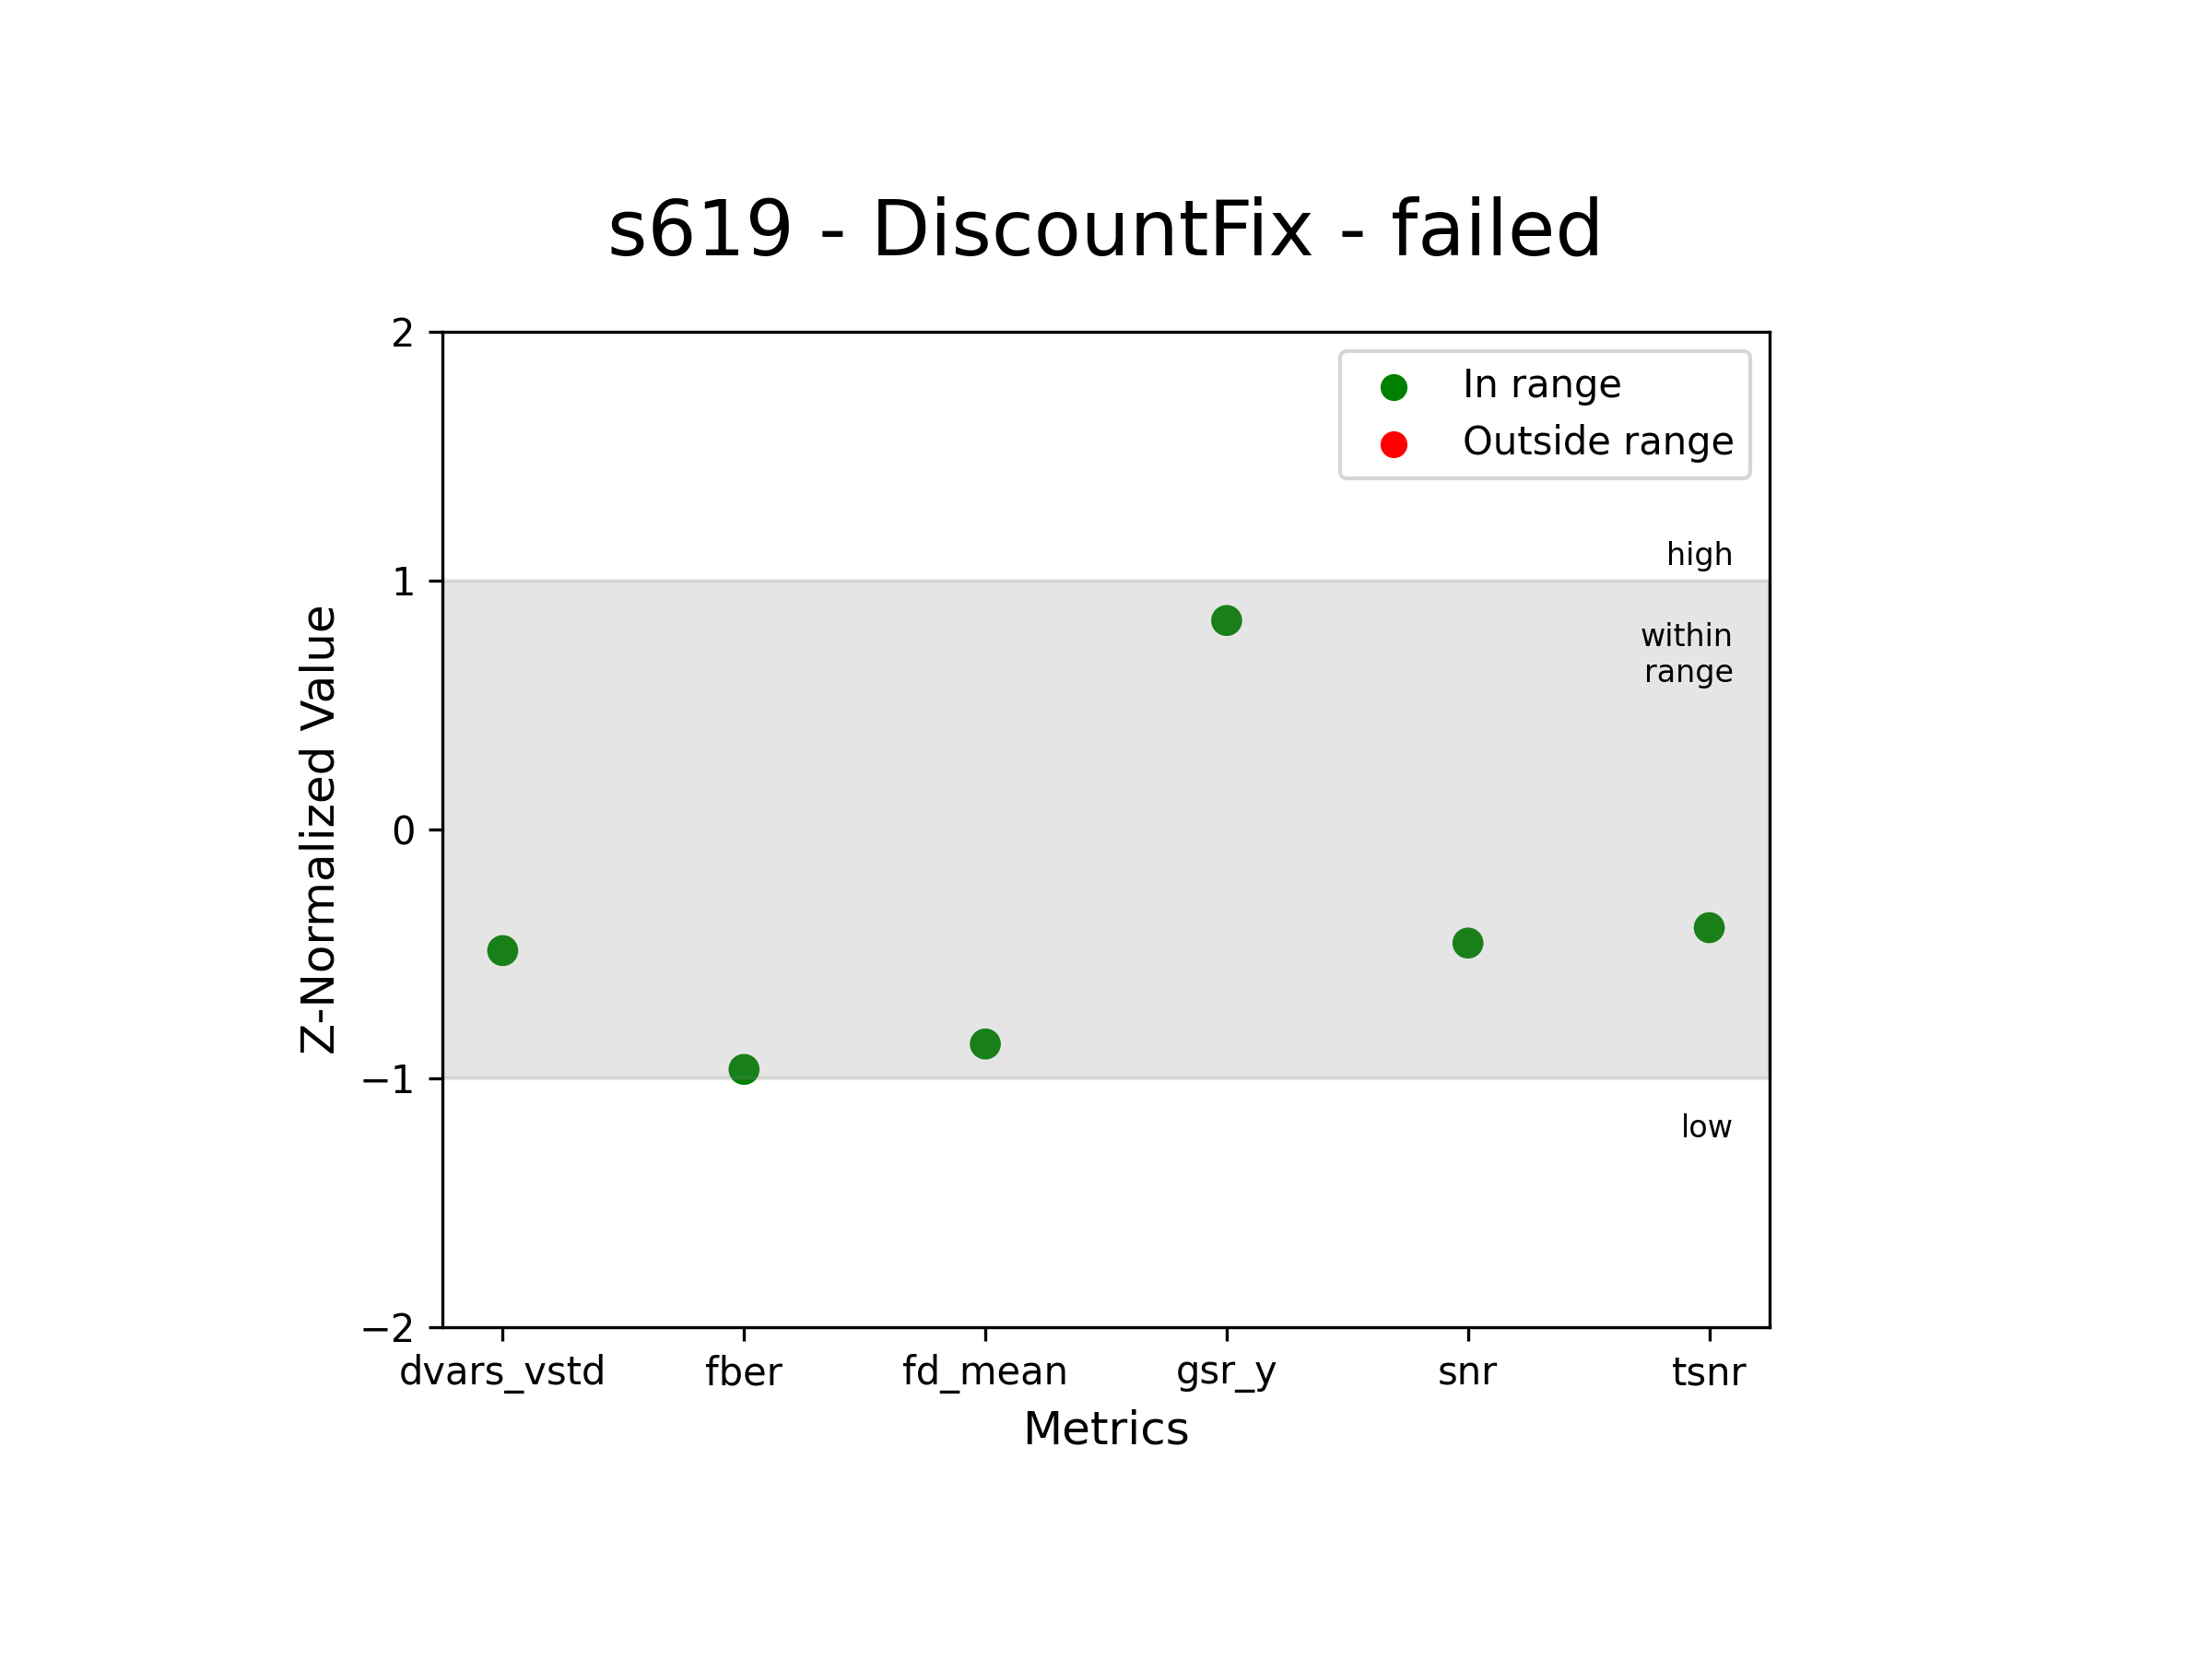 s619 - DiscountFix - failed
2
In range
Outside range
high
1
within
range
Z-Normalized Value
0
−1
low
−2
dvars_vstd fber fd_mean gsr_y snr tsnr
Metrics